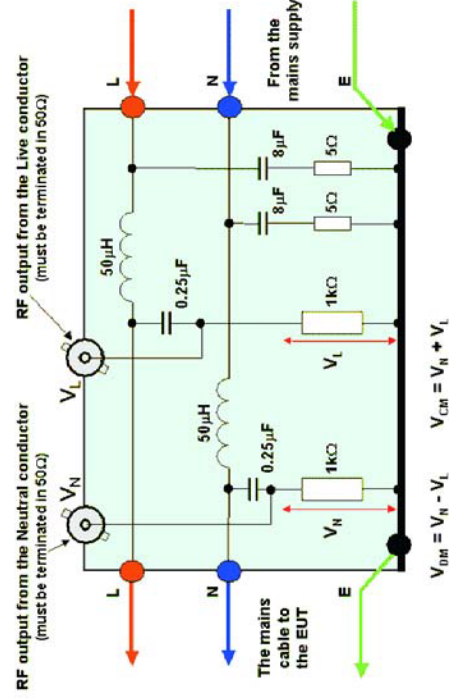 RF output from the Neutral conductor
(must be terminated in 50Ω)
RF output from the Live conductor
(must be terminated in 50Ω)
V_N
V_L
L
50µH
L
0.25µF
N
50µH
N
0.25µF
8µF
8µF
The mains
cable to
the EUT
From the
mains supply
5Ω
5Ω
V_N
1kΩ
V_L
1kΩ
E
E
V_DM = V_N - V_L
V_CM = V_N + V_L